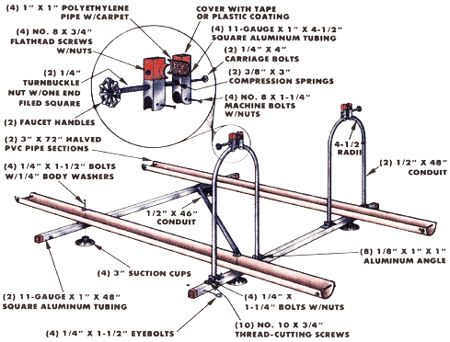 (4) 1" X 1" POLYETHYLENE
PIPE W/CARPET
COVER WITH TAPE
OR PLASTIC COATING
(4) NO. 8 X 3/4"
FLATHEAD SCREWS
W/NUTS
(4) 11-GAUGE X 1" X 4-1/2"
SQUARE ALUMINUM TUBING
(2) 1/4" X 4"
CARRIAGE BOLTS
(2) 1/4"
TURNBUCKLE
NUT W/ONE END
FILED SQUARE
(2) 3/8" X 3"
COMPRESSION SPRINGS
(4) NO. 8 X 1-1/4"
MACHINE BOLTS
W/NUTS
(2) FAUCET HANDLES
(2) 3" X 72" HALVED
PVC PIPE SECTIONS
4-1/2"
RADII
(4) 1/4" X 1-1/2" BOLTS
W/1/4" BODY WASHERS
(2) 1/2" X 48"
CONDUIT
1/2" X 46"
CONDUIT
(8) 1/8" X 1" X 1"
ALUMINUM ANGLE
(4) 3" SUCTION CUPS
(2) 11-GAUGE X 1" X 48"
SQUARE ALUMINUM TUBING
(4) 1/4" X
1-1/4" BOLTS W/NUTS
(4) 1/4" X 1-1/2" EYEBOLTS
(10) NO. 10 X 3/4"
THREAD-CUTTING SCREWS